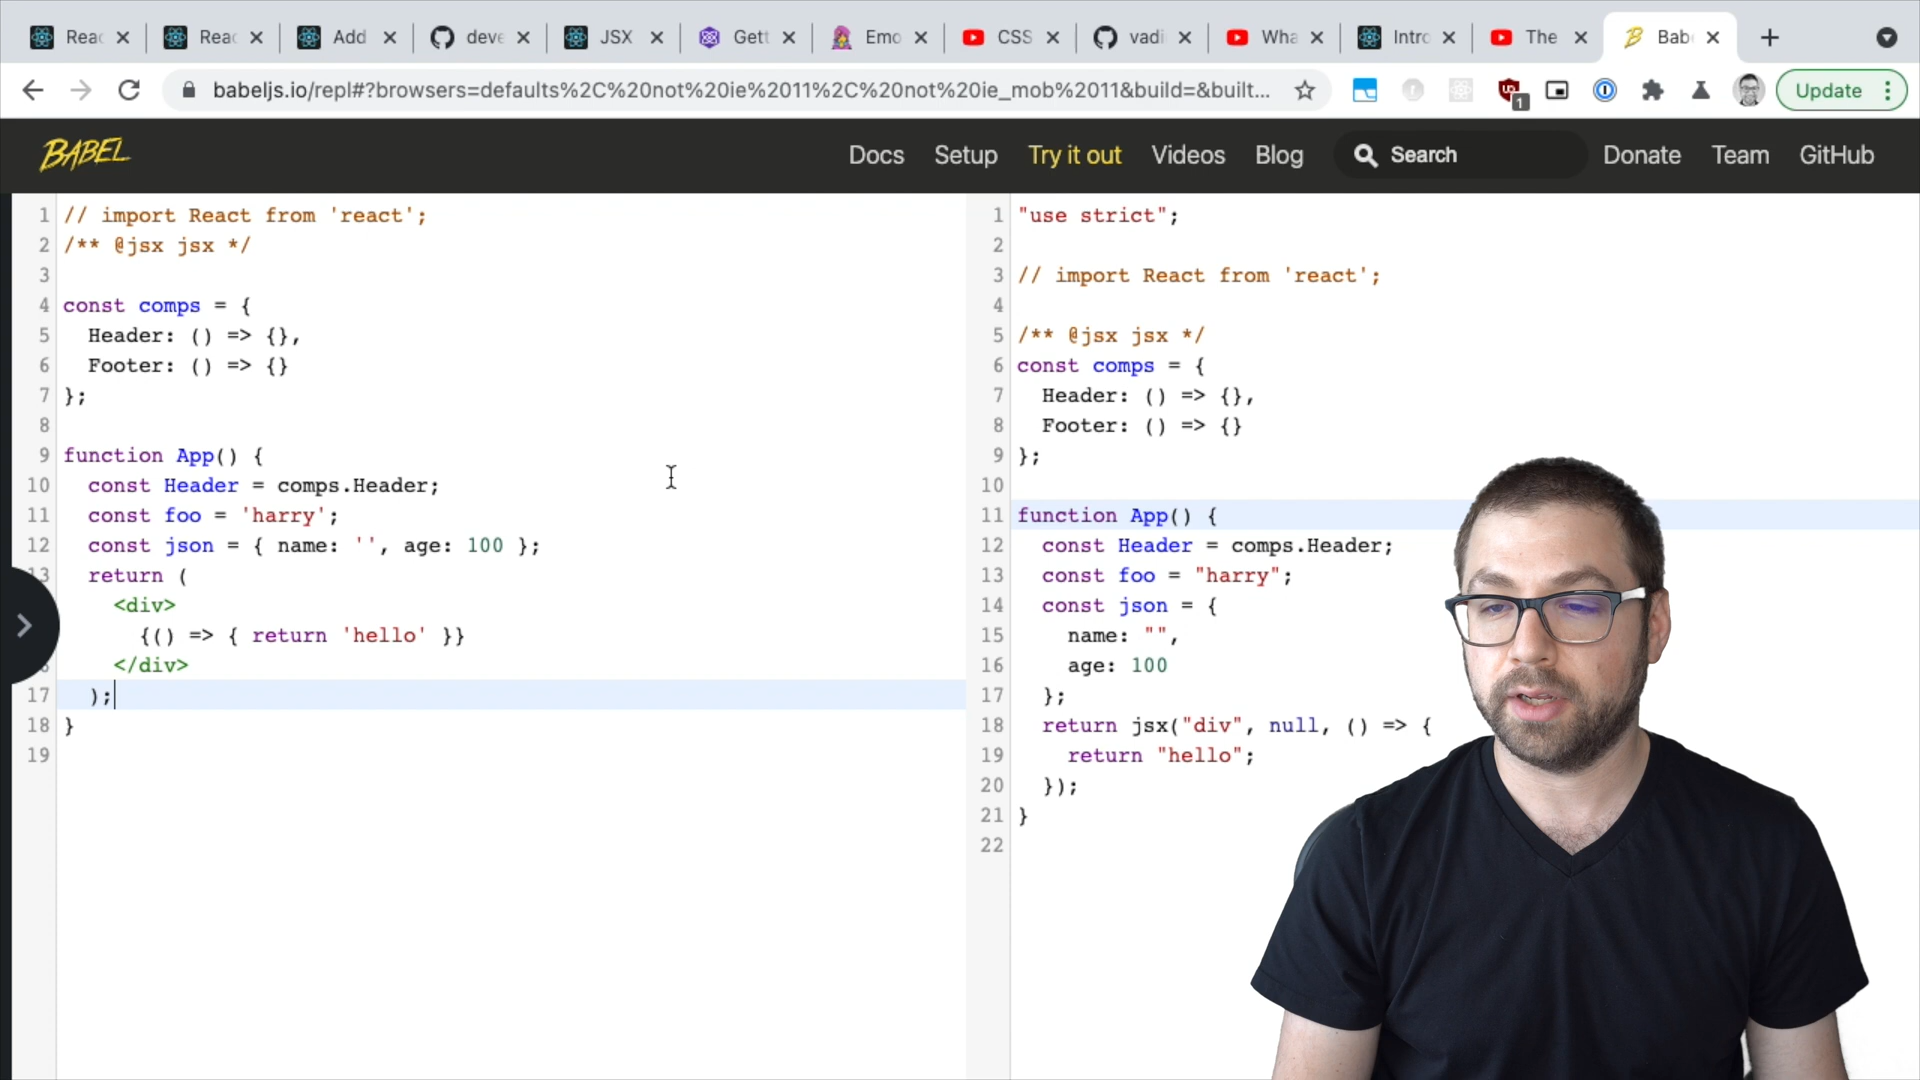 Reac
Reac
Add
deve
JSX
Gett
Emo
CSS
vadi
Wha
Intro
The
Bab
babeljs.io/repl#?browsers=defaults%2C%20not%20ie%2011%2C%20not%20ie_mob%2011&build=&built...
1
Update
BABEL
Docs
Setup
Try it out
Videos
Blog
Search
Donate
Team
GitHub
1 // import React from 'react';
2 /** @jsx jsx */
3
4 const comps = {
5 Header: () => {},
6 Footer: () => {}
7 };
8
9 function App() {
10 const Header = comps.Header;
11 const foo = 'harry';
12 const json = { name: '', age: 100 };
13 return (
<div>
{() => { return 'hello' }}
</div>
17 );
18 }
19
1 "use strict";
2
3 // import React from 'react';
4
5 /** @jsx jsx */
6 const comps = {
7 Header: () => {},
8 Footer: () => {}
9 };
10
11 function App() {
12 const Header = comps.Header;
13 const foo = "harry";
14 const json = {
15 name: "",
16 age: 100
17 };
18 return jsx("div", null, () => {
19 return "hello";
20 });
21 }
22